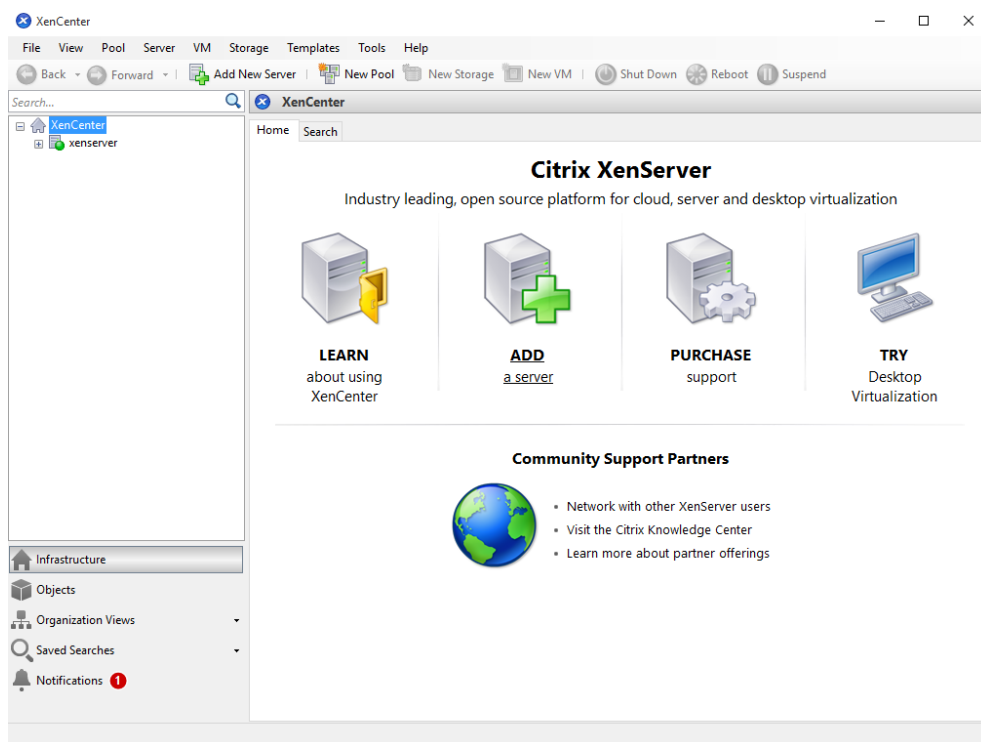 XenCenter
File View Pool Server VM Storage Templates Tools Help
Back Forward Add New Server New Pool New Storage New VM Shut Down Reboot Suspend
Search...
XenCenter
xenserver
Infrastructure
Objects
Organization Views
Saved Searches
Notifications 1
XenCenter
Home Search
Citrix XenServer
Industry leading, open source platform for cloud, server and desktop virtualization
LEARN
about using
XenCenter
ADD
a server
PURCHASE
support
TRY
Desktop
Virtualization
Community Support Partners
Network with other XenServer users
Visit the Citrix Knowledge Center
Learn more about partner offerings